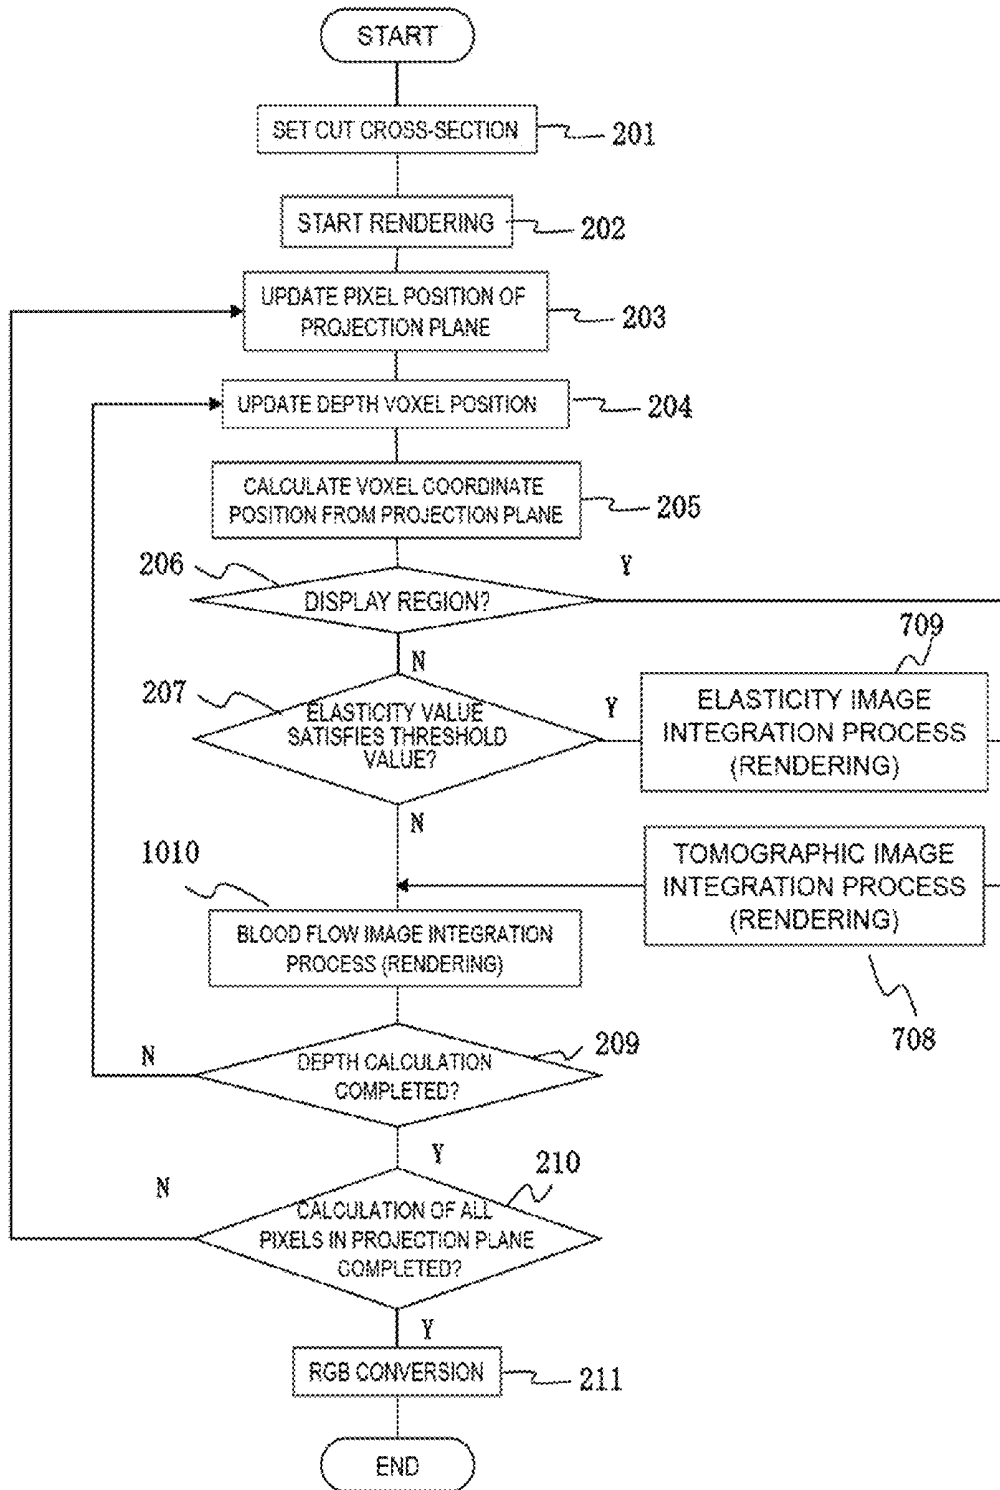 START
SET CUT CROSS-SECTION
201
START RENDERING
202
UPDATE PIXEL POSITION OF
PROJECTION PLANE
203
UPDATE DEPTH VOXEL POSITION
204
CALCULATE VOXEL COORDINATE
POSITION FROM PROJECTION PLANE
205
206
DISPLAY REGION?
Y
N
207
ELASTICITY VALUE
SATISFIES THRESHOLD
VALUE?
Y
N
709
ELASTICITY IMAGE
INTEGRATION PROCESS
(RENDERING)
TOMOGRAPHIC IMAGE
INTEGRATION PROCESS
(RENDERING)
708
1010
BLOOD FLOW IMAGE INTEGRATION
PROCESS (RENDERING)
209
DEPTH CALCULATION
COMPLETED?
N
Y
210
CALCULATION OF ALL
PIXELS IN PROJECTION PLANE
COMPLETED?
N
Y
RGB CONVERSION
211
END